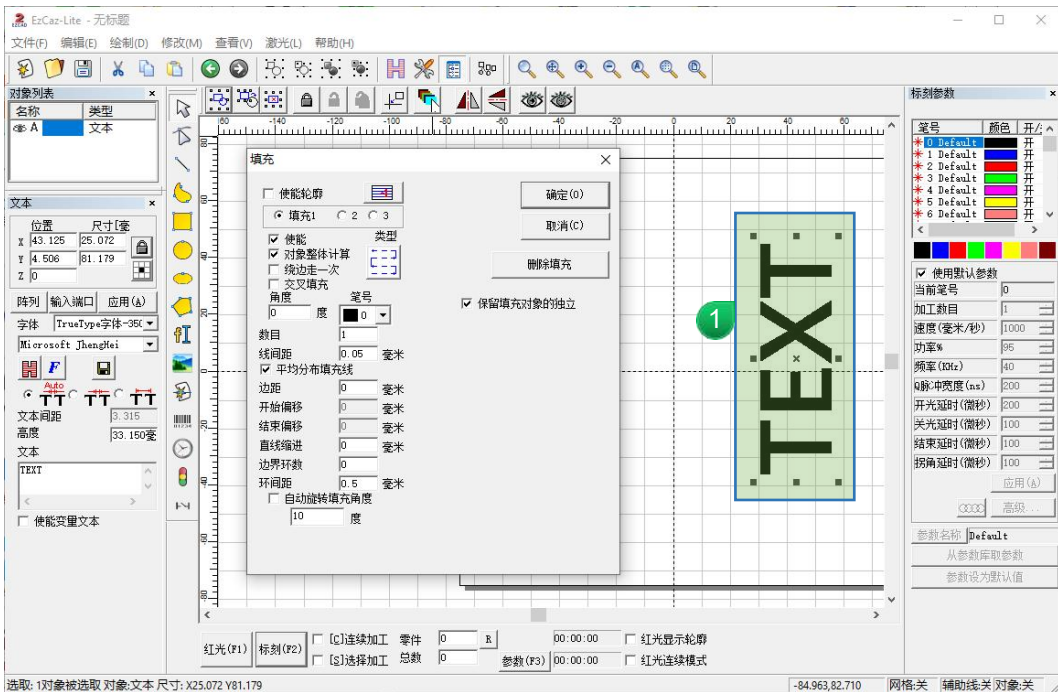 EzCaz-Lite - 无标题
文件(F) 编辑(E) 绘制(D) 修改(M) 查看(V) 激光(L) 帮助(H)
对象列表
名称 类型
A 文本
文本
位置 尺寸[毫
X 43.125 25.072
Y 4.506 81.179
Z 0
阵列 输入端口 应用(A)
字体 TrueType字体-35(
Microsoft JhengHei
F
Auto
TT TT TT
文本间距 3.315
高度 33.150毫
文本
TEXT
使能变量文本
-140 -120 -100 -80 -60 -40 -20 0 20 40 60
填充
使能轮廓
确定(O)
填充1 2 3
取消(C)
使能 类型
对象整体计算
绕边走一次
交叉填充
删除填充
角度 笔号
0 度 0
保留填充对象的独立
数目 1
线间距 0.05 毫米
平均分布填充线
边距 0 毫米
开始偏移 0 毫米
结束偏移 0 毫米
直线缩进 0 毫米
边界环数 0
环间距 0.5 毫米
自动旋转填充角度
10 度
1
TEXT
标刻参数
笔号 颜色 开/
0 Default 开
1 Default 开
2 Default 开
3 Default 开
4 Default 开
5 Default 开
6 Default 开
使用默认参数
当前笔号 0
加工数目 1
速度(毫米/秒) 1000
功率% 95
频率(KHz) 40
Q脉冲宽度(ns) 200
开光延时(微秒) 200
关光延时(微秒) 100
结束延时(微秒) 100
拐角延时(微秒) 100
应用(A)
高级...
参数名称 Default
从参数库取参数
参数设为默认值
红光(F1) 标刻(F2)
[C]连续加工 零件 0 R 00:00:00 红光显示轮廓
[S]选择加工 总数 0 参数(F3) 00:00:00 红光连续模式
选取: 1对象被选取 对象:文本 尺寸: X25.072 Y81.179
-84.963,82.710 网格:关 辅助线:关 对象:关